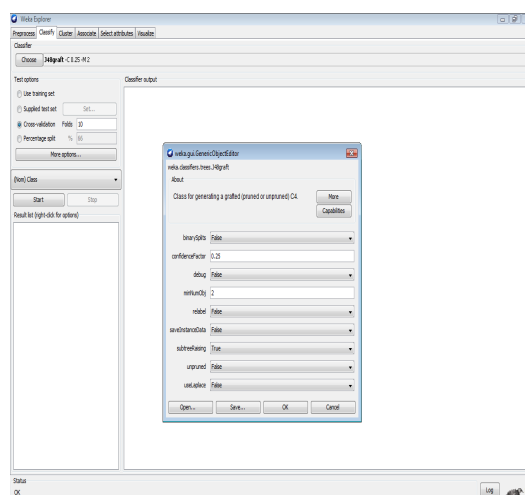 Weka Explorer
Preprocess Classify Cluster Associate Select attributes Visualize
Classifier
Choose J48graft -C 0.25 -M 2
Test options
Use training set
Supplied test set Set...
Cross-validation Folds 10
Percentage split % 66
More options...
(Nom) Class
Start Stop
Result list (right-click for options)
Classifier output
weka.gui.GenericObjectEditor
weka.classifiers.trees.J48graft
About
Class for generating a grafted (pruned or unpruned) C4.
More
Capabilities
binarySplits False
confidenceFactor 0.25
debug False
minNumObj 2
relabel False
saveInstanceData False
subtreeRaising True
unpruned False
useLaplace False
Open... Save... OK Cancel
Status
OK
Log